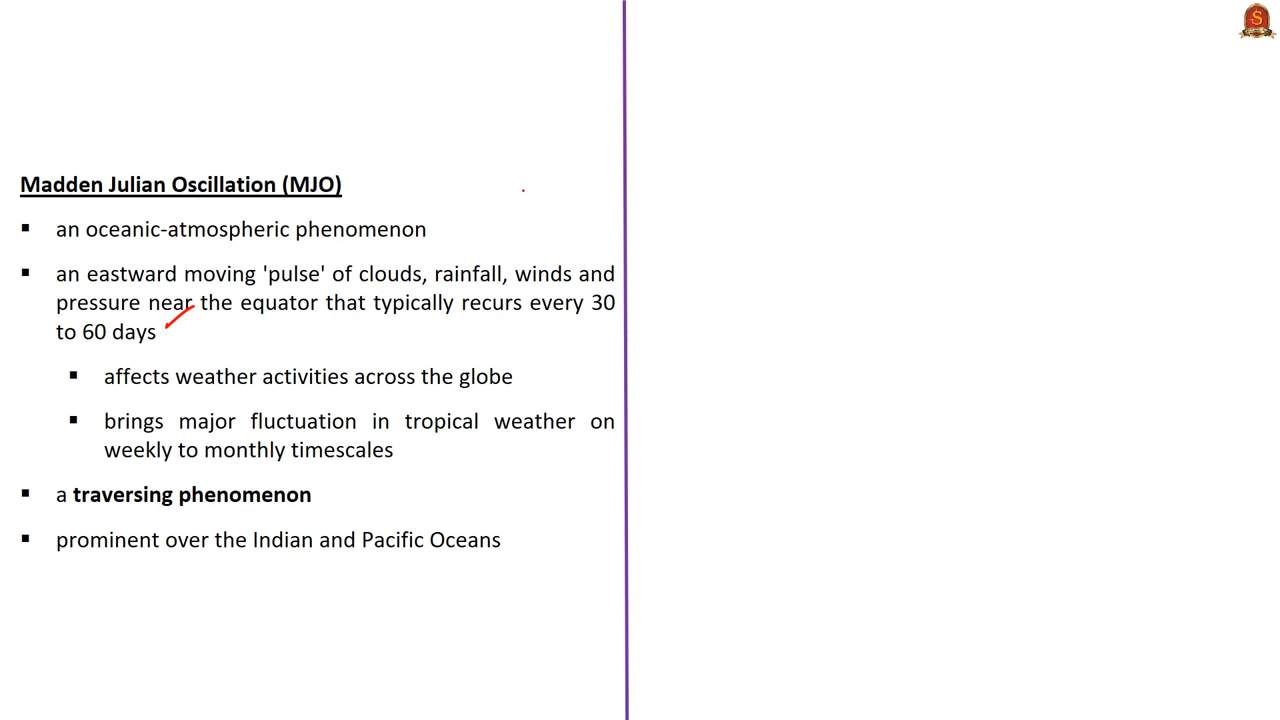 Madden Julian Oscillation (MJO)
▪ an oceanic-atmospheric phenomenon
▪ an eastward moving 'pulse' of clouds, rainfall, winds and
pressure near the equator that typically recurs every 30
to 60 days
▪ affects weather activities across the globe
▪ brings major fluctuation in tropical weather on
weekly to monthly timescales
▪ a traversing phenomenon
▪ prominent over the Indian and Pacific Oceans
S